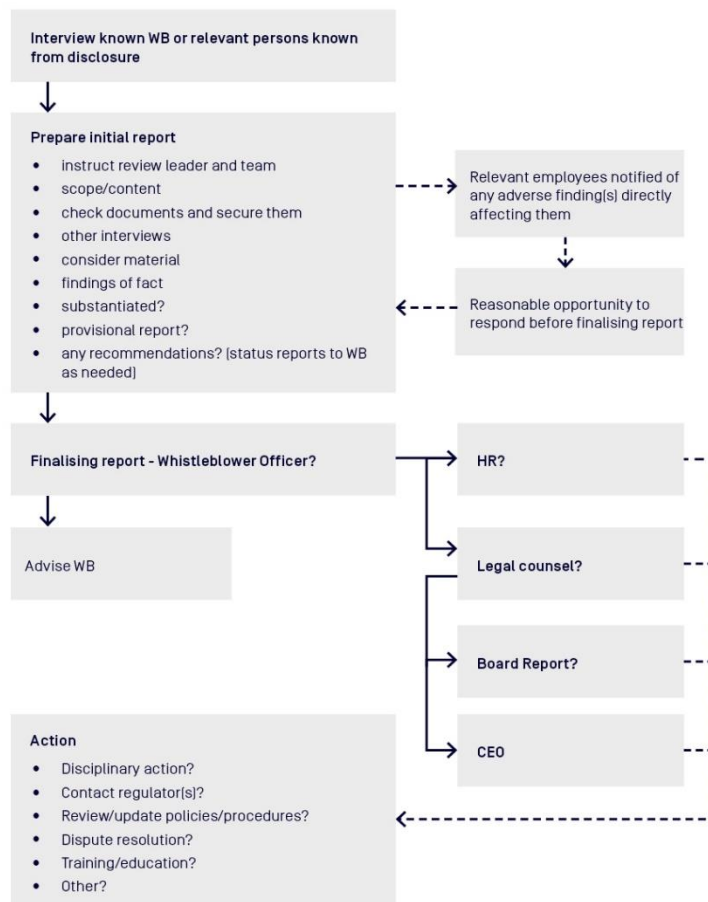 Interview known WB or relevant persons known
from disclosure
Prepare initial report
• instruct review leader and team
• scope/content
• check documents and secure them
• other interviews
• consider material
• findings of fact
• substantiated?
• provisional report?
• any recommendations? (status reports to WB
as needed)
Relevant employees notified of
any adverse finding(s) directly
affecting them
Reasonable opportunity to
respond before finalising report
Finalising report - Whistleblower Officer?
HR?
Advise WB
Legal counsel?
Board Report?
CEO
Action
• Disciplinary action?
• Contact regulator(s)?
• Review/update policies/procedures?
• Dispute resolution?
• Training/education?
• Other?